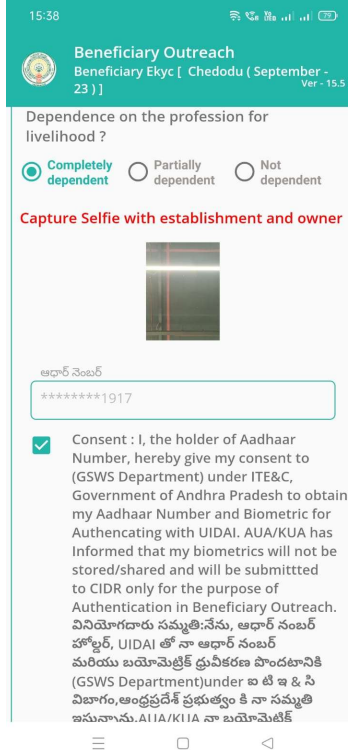 15:38
29
Beneficiary Outreach
Beneficiary Ekyc [ Chedodu ( September -
23 ) ]
Ver - 15.5
Dependence on the profession for
livelihood ?
Completely
dependent
Partially
dependent
Not
dependent
Capture Selfie with establishment and owner
ఆధార్ నెంబర్
********1917
Consent : I, the holder of Aadhaar
Number, hereby give my consent to
(GSWS Department) under ITE&C,
Government of Andhra Pradesh to obtain
my Aadhaar Number and Biometric for
Authencating with UIDAI. AUA/KUA has
Informed that my biometrics will not be
stored/shared and will be submittted
to CIDR only for the purpose of
Authentication in Beneficiary Outreach.
వినియోగదారు సమ్మతి:నేను, ఆధార్ నంబర్
హోల్డర్, UIDAI తో నా ఆధార్ నంబర్
మరియు బయోమెట్రిక్ ధ్రువీకరణ పొందటానికి
(GSWS Department)under ఐ టి ఇ & సి
విబాగం,ఆంధ్రప్రదేశ్ ప్రభుత్వం కి నా సమ్మతి
ఇస్తున్నాను.AUA/KUA నా బయోమెట్రిక్